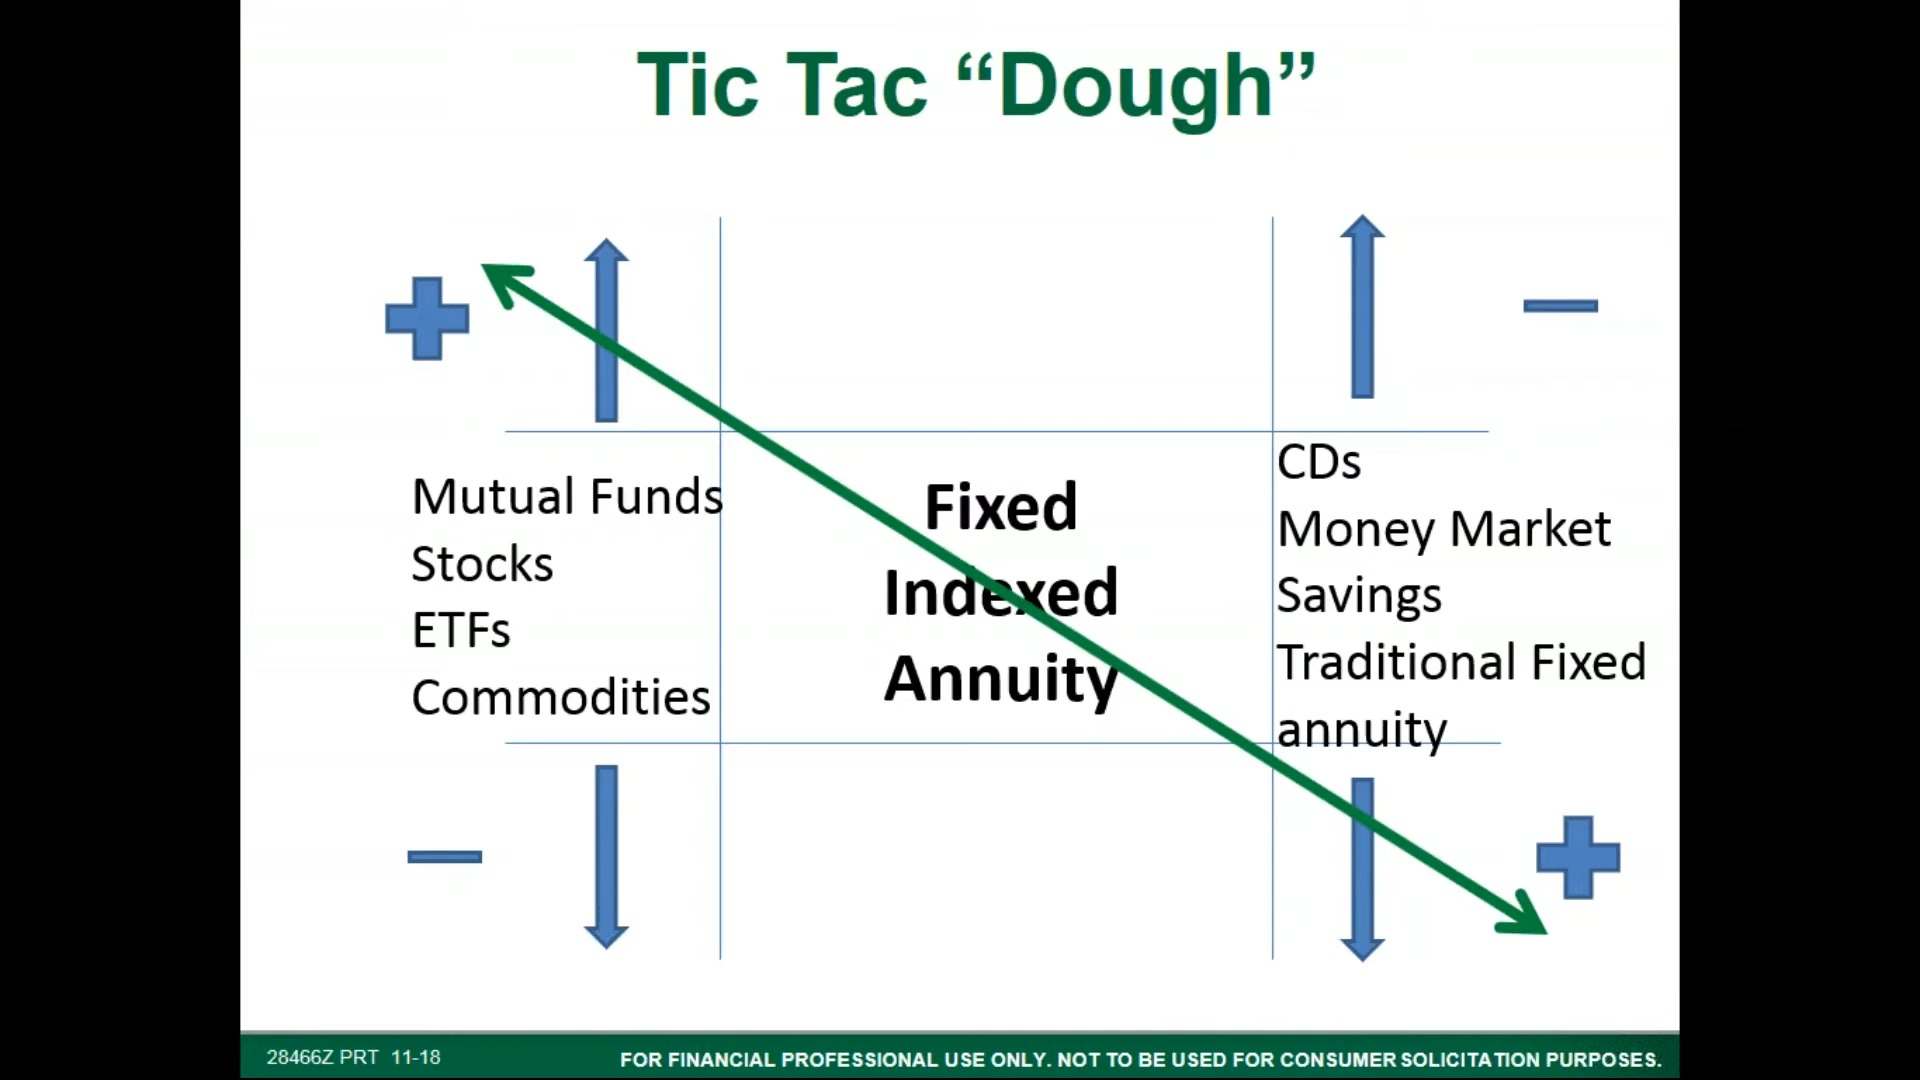 Tic Tac “Dough”
Mutual Funds
Stocks
ETFs
Commodities
Fixed
Indexed
Annuity
CDs
Money Market
Savings
Traditional Fixed
annuity
28466Z PRT 11-18
FOR FINANCIAL PROFESSIONAL USE ONLY. NOT TO BE USED FOR CONSUMER SOLICITATION PURPOSES.